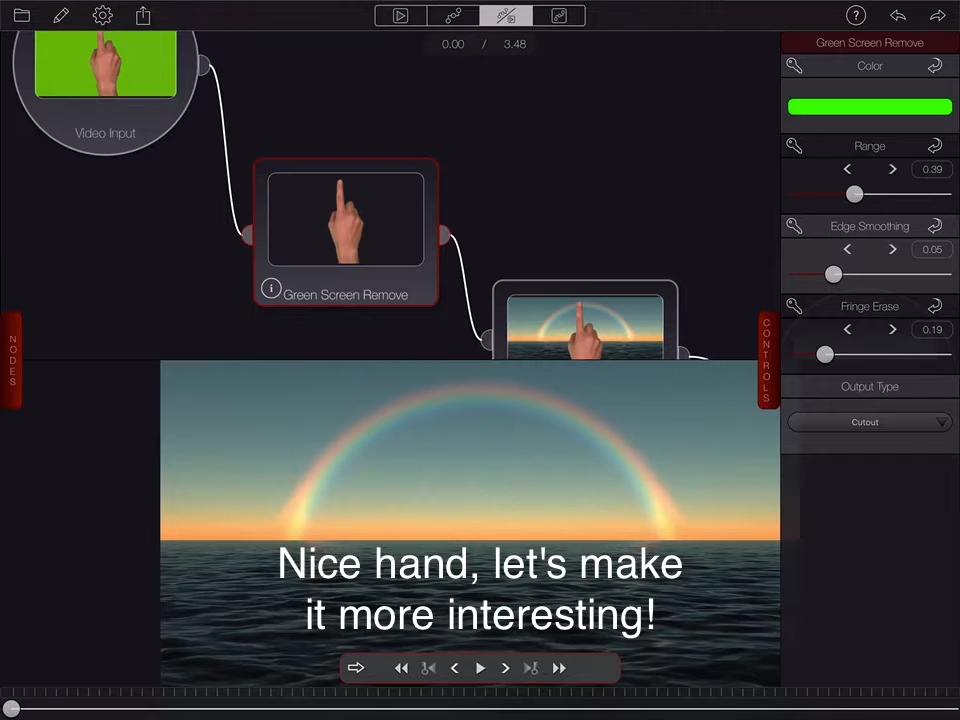 ?
0.00 / 3.48
Green Screen Remove
Color
Video Input
Range
0.39
Edge Smoothing
0.05
i
Green Screen Remove
Fringe Erase
0.19
NODES
CONTROLS
Output Type
Cutout
Nice hand, let's make
it more interesting!